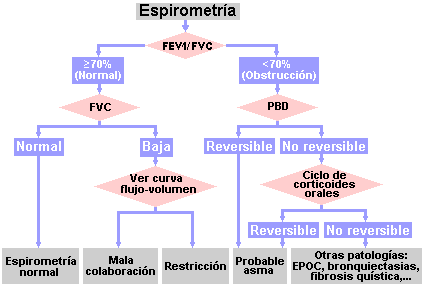 Espirometría
FEV1/FVC
≥70%
(Normal)
<70%
(Obstrucción)
FVC
PBD
Normal
Baja
Reversible
No reversible
Ver curva
flujo-volumen
Ciclo de
corticoides
orales
Reversible
No reversible
Espirometría
normal
Mala
colaboración
Restricción
Probable
asma
Otras patologías:
EPOC, bronquiectasias,
fibrosis quística,...